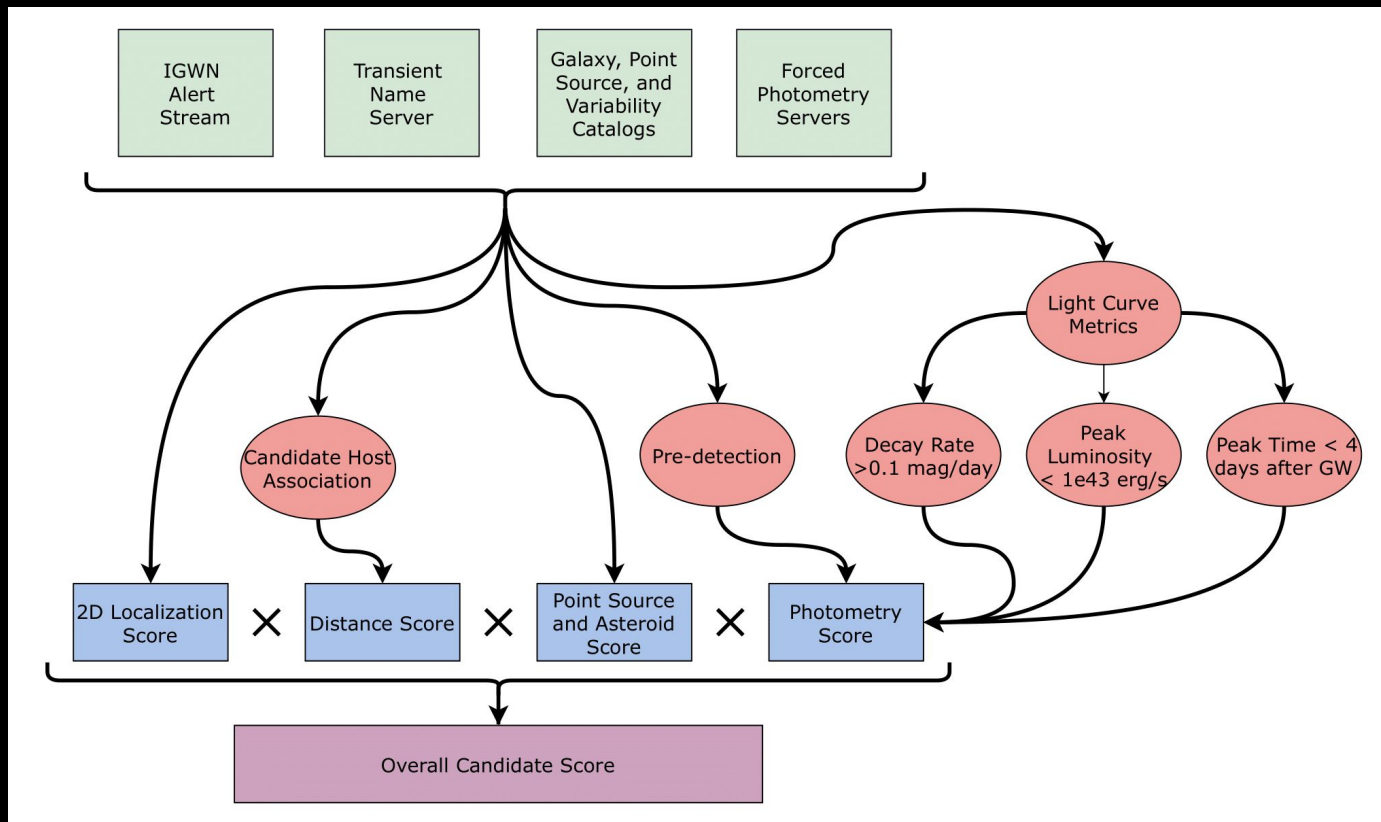 IGWN
Alert
Stream
Transient
Name
Server
Galaxy, Point
Source, and
Variability
Catalogs
Forced
Photometry
Servers
Light Curve
Metrics
Candidate Host
Association
Pre-detection
Decay Rate
>0.1 mag/day
Peak
Luminosity
< 1e43 erg/s
Peak Time < 4
days after GW
2D Localization
Score
×
Distance Score
×
Point Source
and Asteroid
Score
×
Photometry
Score
Overall Candidate Score